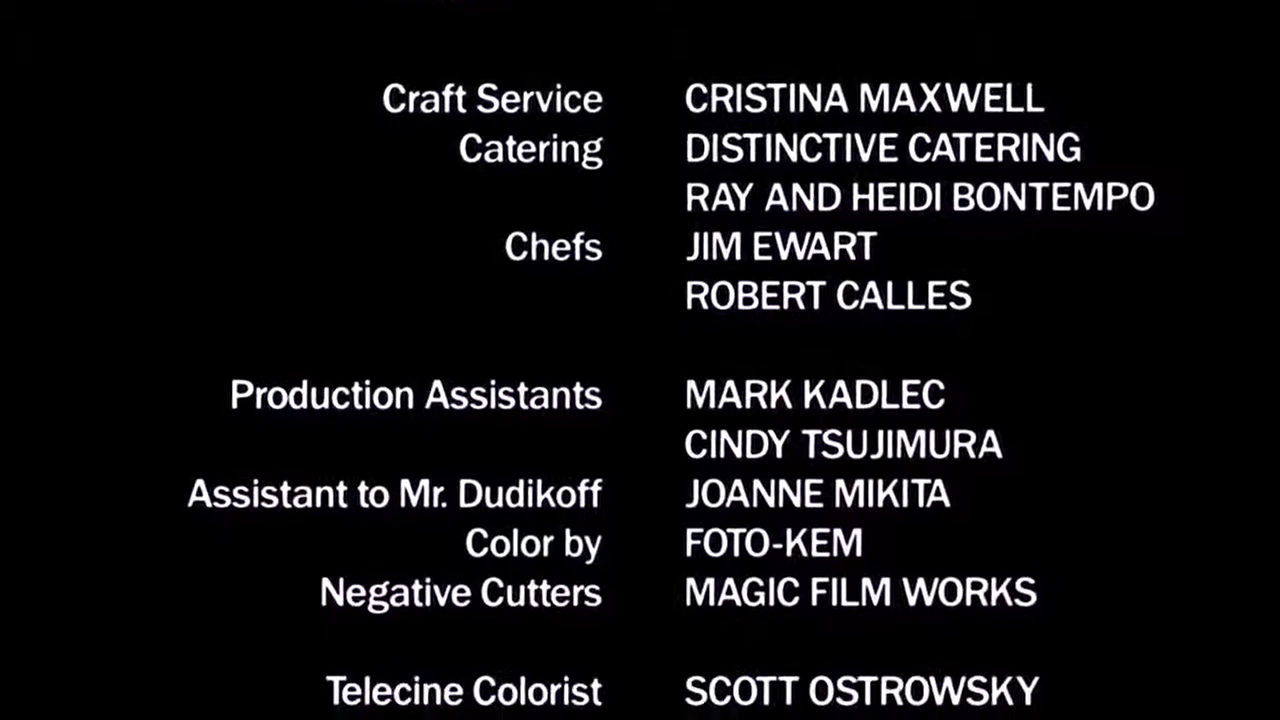 Craft Service CRISTINA MAXWELL
Catering DISTINCTIVE CATERING
RAY AND HEIDI BONTEMPO
Chefs JIM EWART
ROBERT CALLES
Production Assistants MARK KADLEC
CINDY TSUJIMURA
Assistant to Mr. Dudikoff JOANNE MIKITA
Color by FOTO-KEM
Negative Cutters MAGIC FILM WORKS
Telecine Colorist SCOTT OSTROWSKY